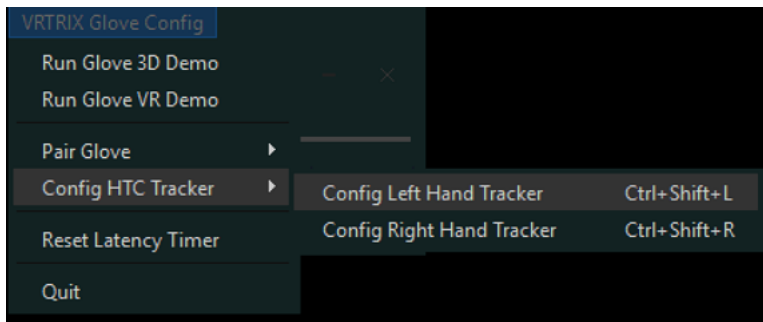 VRTRIX Glove Config
Run Glove 3D Demo
Run Glove VR Demo
Pair Glove
Config HTC Tracker
Config Left Hand Tracker Ctrl+Shift+L
Config Right Hand Tracker Ctrl+Shift+R
Reset Latency Timer
Quit